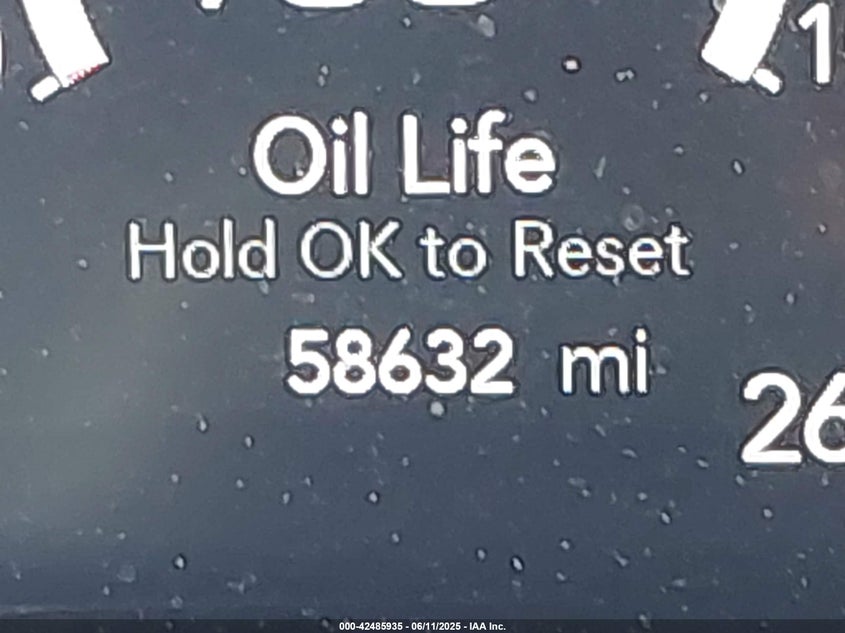 Oil Life
Hold OK to Reset
58632 mi
26
000-42485935 - 06/11/2025 - IAA Inc.